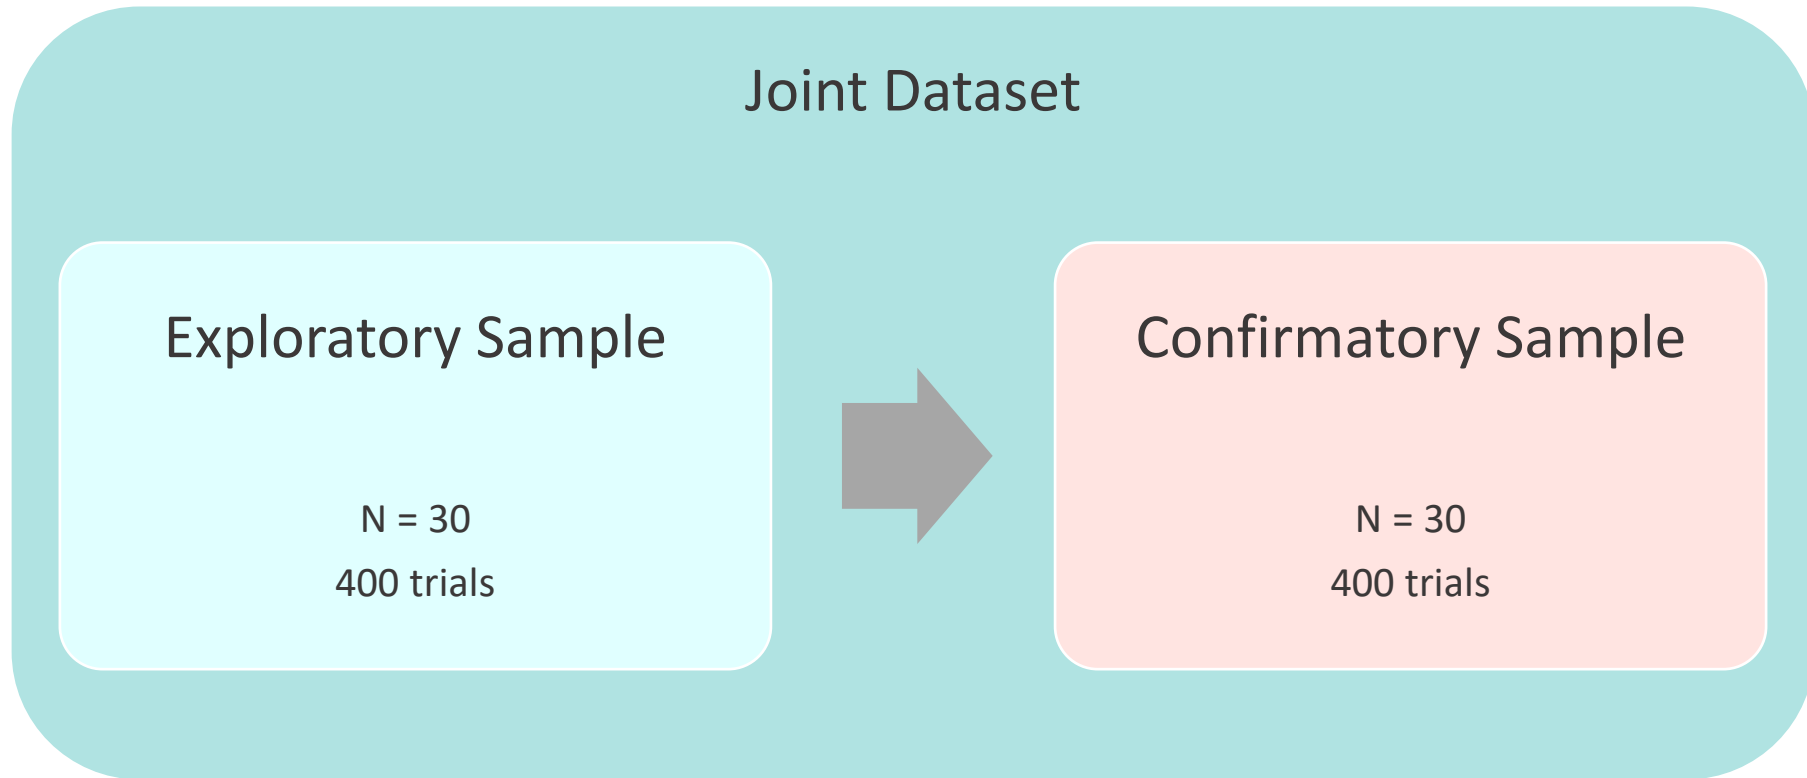 Joint Dataset
Exploratory Sample
N = 30
400 trials
Confirmatory Sample
N = 30
400 trials